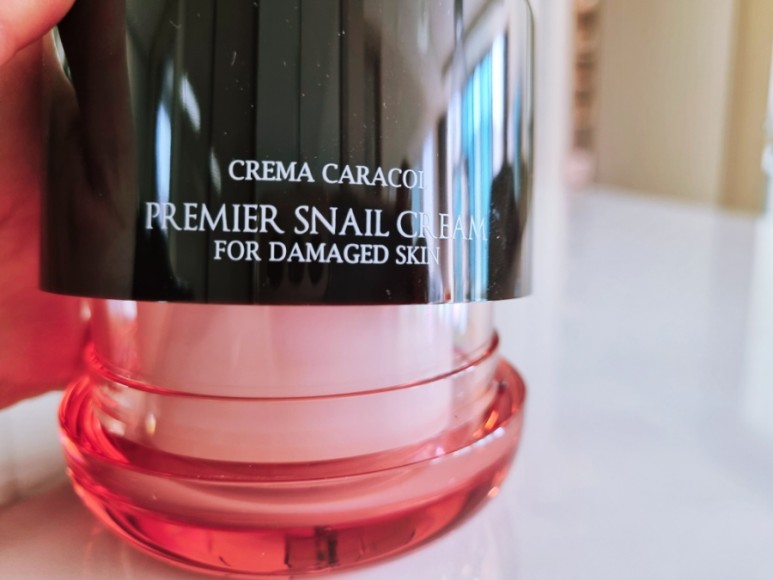 CREMA CARACOL
PREMIER SNAIL CREAM
FOR DAMAGED SKIN